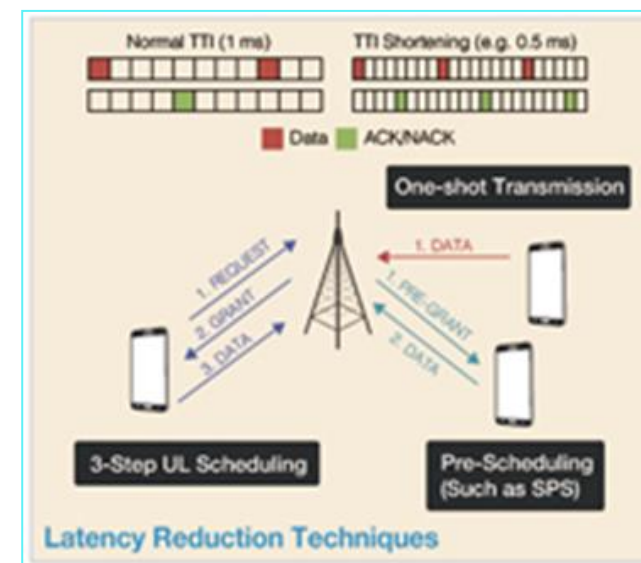 Normal TTI (1 ms)
TTI Shortening (e.g. 0.5 ms)
Data
ACK/NACK
One-shot Transmission
1. DATA
1. REQUEST
2. GRANT
3. DATA
1. PRE-GRANT
2. DATA
3-Step UL Scheduling
Pre-Scheduling
(Such as SPS)
Latency Reduction Techniques